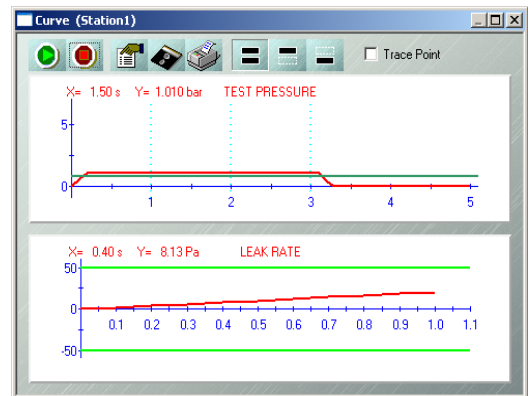 Curve (Station1)
Trace Point
X= 1.50 s Y= 1.010 bar TEST PRESSURE
5
0
1 2 3 4 5
X= 0.40 s Y= 8.13 Pa LEAK RATE
50
0
0.1 0.2 0.3 0.4 0.5 0.6 0.7 0.8 0.9 1.0 1.1
-50